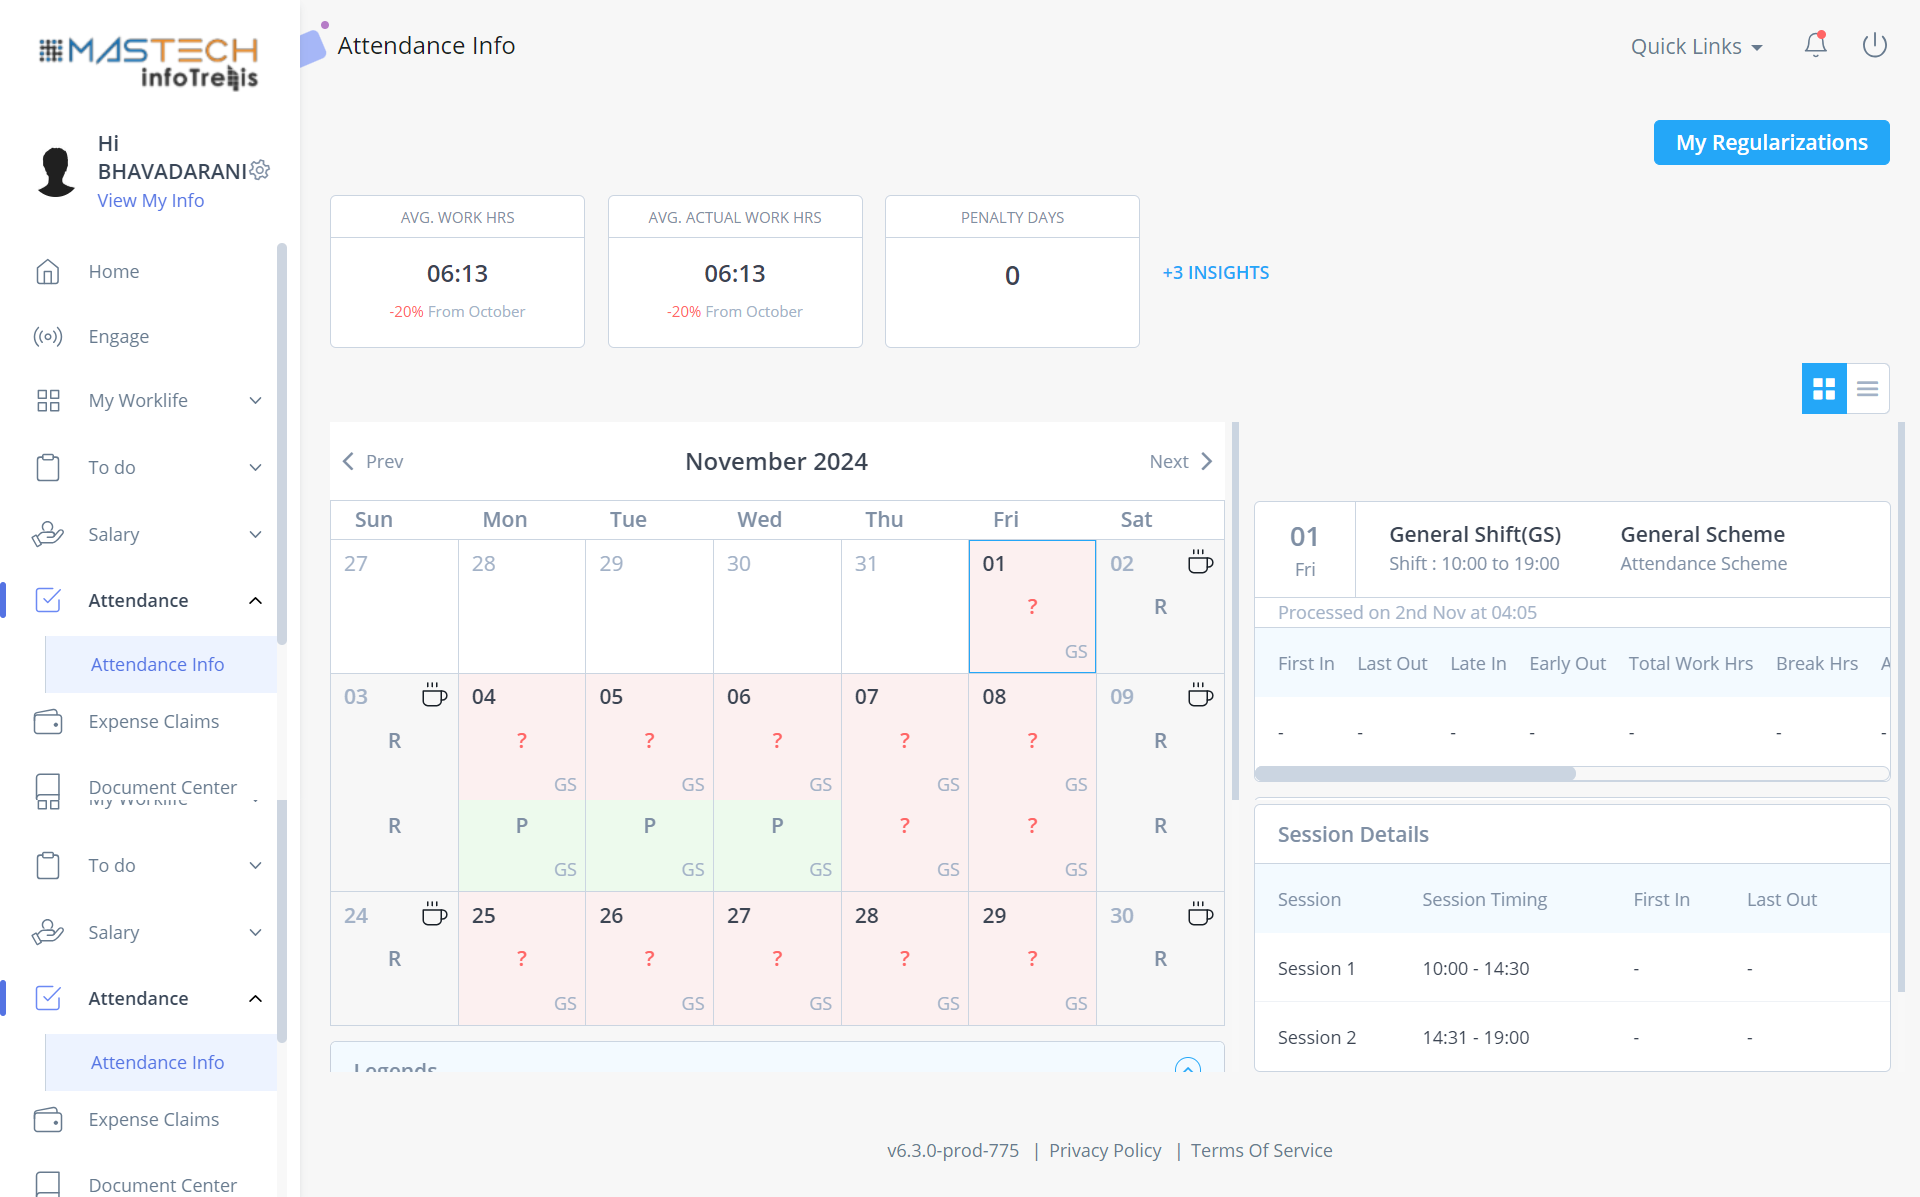 MASTECH
infoTrellis
Attendance Info
Quick Links
Hi
BHAVADARANI
View My Info
My Regularizations
Home
Engage
My Worklife
To do
Salary
Attendance
Attendance Info
Expense Claims
Document Center
My Worklife
To do
Salary
Attendance
Attendance Info
Expense Claims
Document Center
AVG. WORK HRS
06:13
-20% From October
AVG. ACTUAL WORK HRS
06:13
-20% From October
PENALTY DAYS
0
+3 INSIGHTS
Prev
November 2024
Next
Sun Mon Tue Wed Thu Fri Sat
27 28 29 30 31 01 02
? R
GS
03 04 05 06 07 08 09
R ? ? ? ? ? R
GS GS GS GS GS
R P P P ? ? R
GS GS GS GS GS
24 25 26 27 28 29 30
R ? ? ? ? ? R
GS GS GS GS GS
Legends
01
Fri
General Shift(GS)
Shift : 10:00 to 19:00
General Scheme
Attendance Scheme
Processed on 2nd Nov at 04:05
First In Last Out Late In Early Out Total Work Hrs Break Hrs A
- - - - - - -
Session Details
Session Session Timing First In Last Out
Session 1 10:00 - 14:30 - -
Session 2 14:31 - 19:00 - -
v6.3.0-prod-775 | Privacy Policy | Terms Of Service